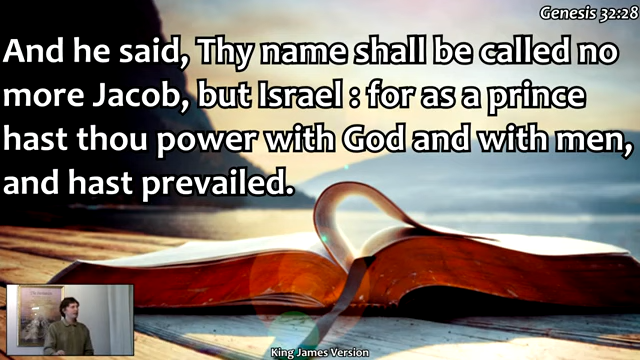 Genesis 32:28
And he said, Thy name shall be called no
more Jacob, but Israel : for as a prince
hast thou power with God and with men,
and hast prevailed.
King James Version